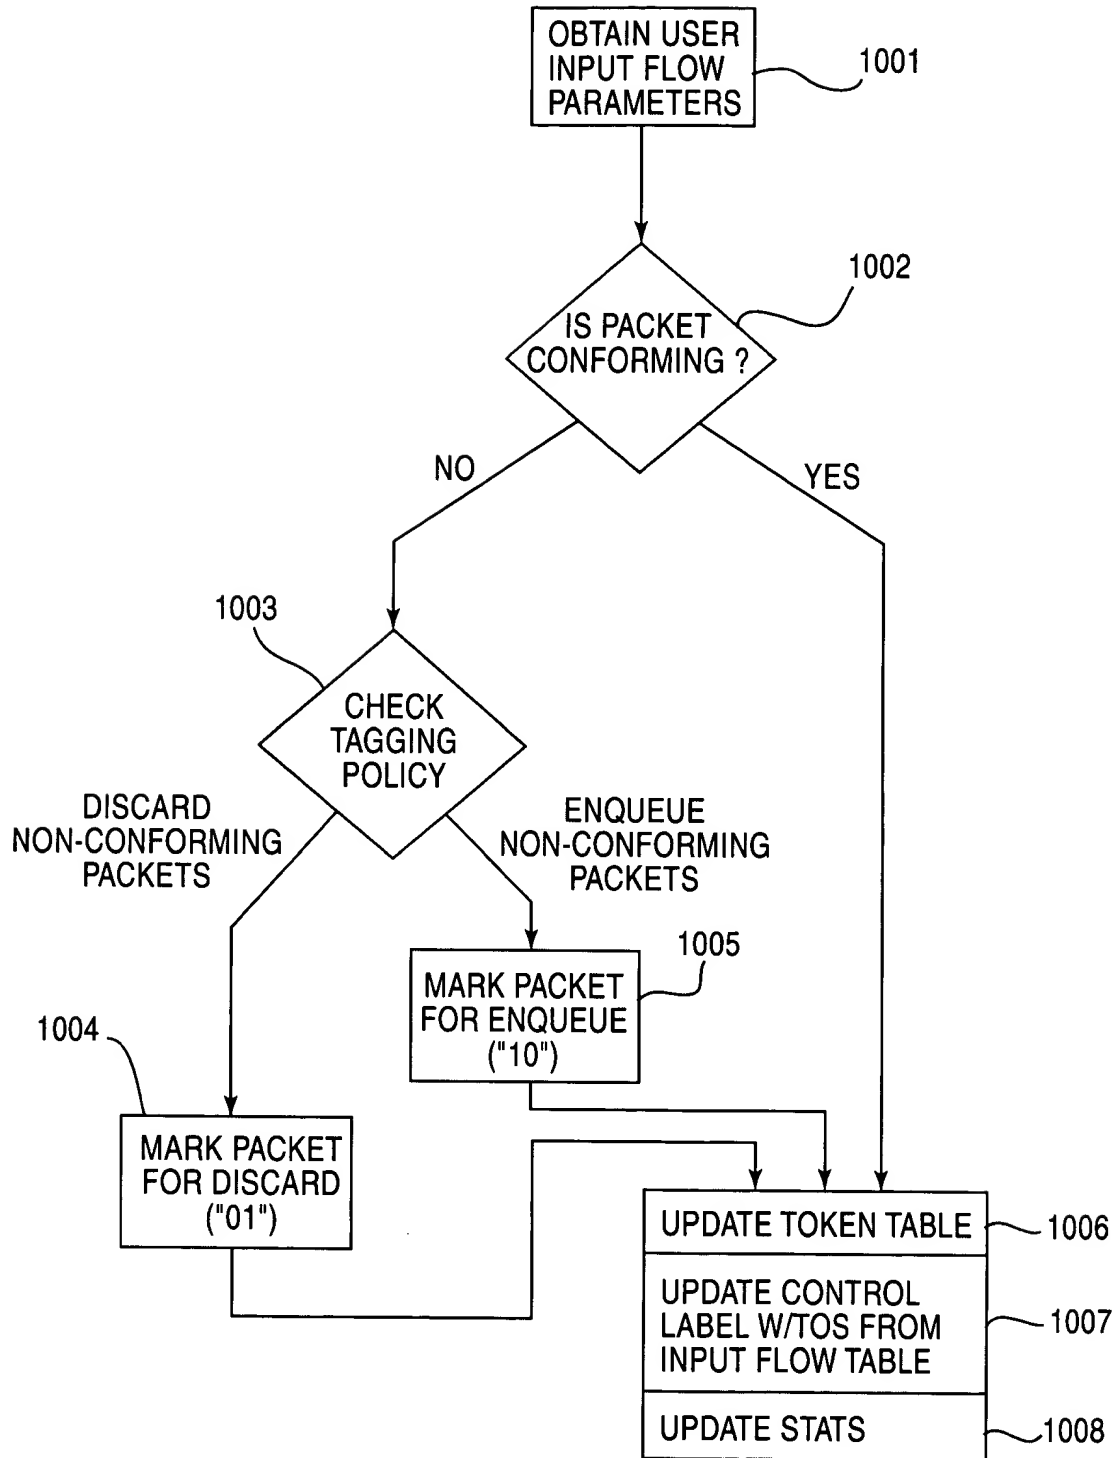 OBTAIN USER
INPUT FLOW
PARAMETERS
1001
1002
IS PACKET
CONFORMING ?
NO
YES
1003
CHECK
TAGGING
POLICY
DISCARD
NON-CONFORMING
PACKETS
ENQUEUE
NON-CONFORMING
PACKETS
1005
MARK PACKET
FOR ENQUEUE
("10")
1004
MARK PACKET
FOR DISCARD
("01")
UPDATE TOKEN TABLE
1006
UPDATE CONTROL
LABEL W/TOS FROM
INPUT FLOW TABLE
1007
UPDATE STATS
1008